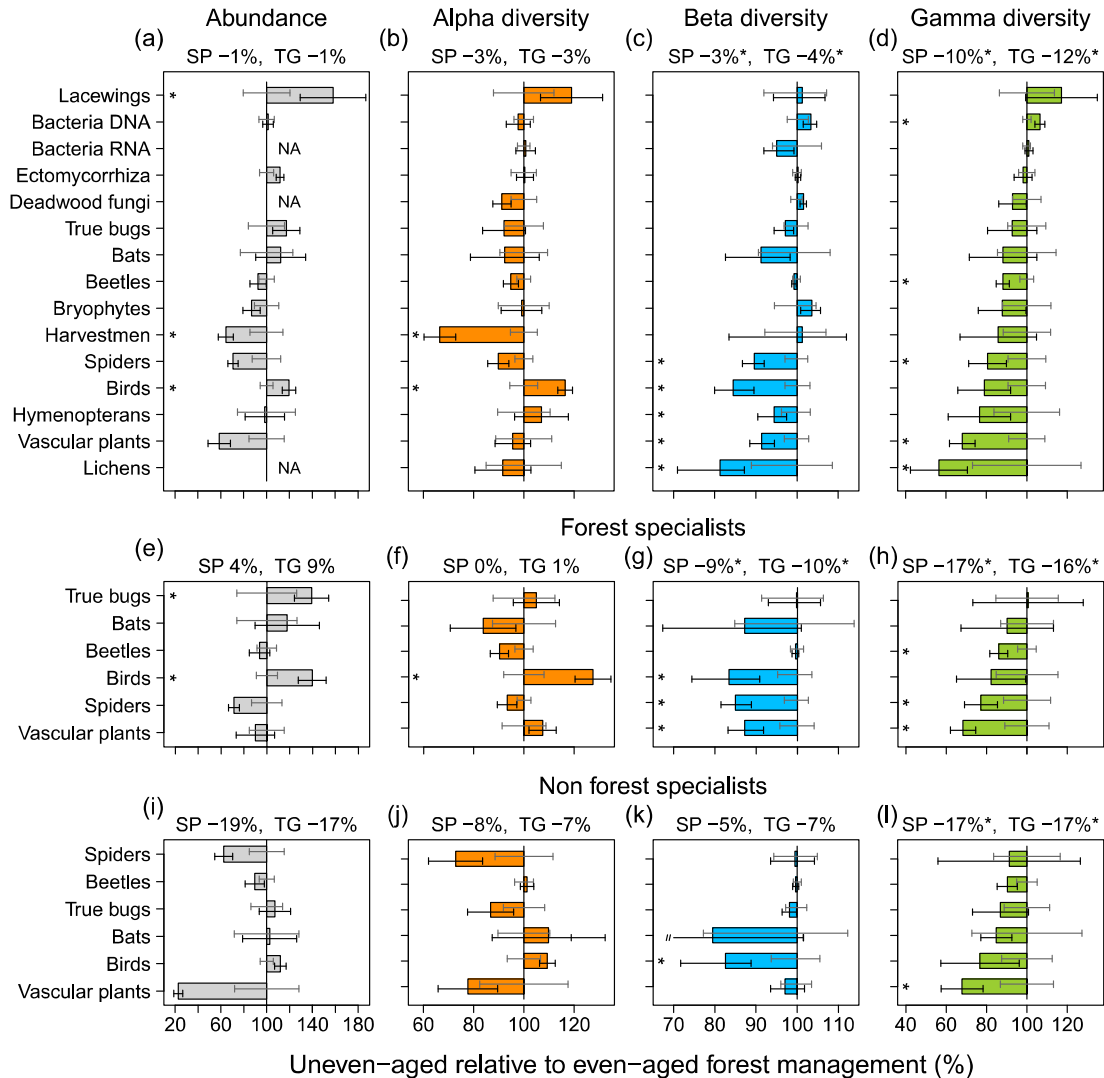 Abundance Alpha diversity Beta diversity Gamma diversity
(a) (b) (c) (d)
SP −1%, TG −1% SP −3%, TG −3% SP −3%*, TG −4%* SP −10%*, TG −12%*
Lacewings *
Bacteria DNA *
Bacteria RNA NA
Ectomycorrhiza
Deadwood fungi NA
True bugs
Bats
Beetles *
Bryophytes
Harvestmen * *
Spiders * *
Birds * * *
Hymenopterans *
Vascular plants * *
Lichens NA * *
Forest specialists
(e) (f) (g) (h)
SP 4%, TG 9% SP 0%, TG 1% SP −9%*, TG −10%* SP −17%*, TG −16%*
True bugs *
Bats
Beetles *
Birds * * *
Spiders * *
Vascular plants * *
Non forest specialists
(i) (j) (k) (l)
SP −19%, TG −17% SP −8%, TG −7% SP −5%, TG −7% SP −17%*, TG −17%*
Spiders
Beetles
True bugs
Bats //
Birds *
Vascular plants *
20 60 100 140 180 60 80 100 120 70 80 90 100 110 40 60 80 100 120
Uneven−aged relative to even−aged forest management (%)